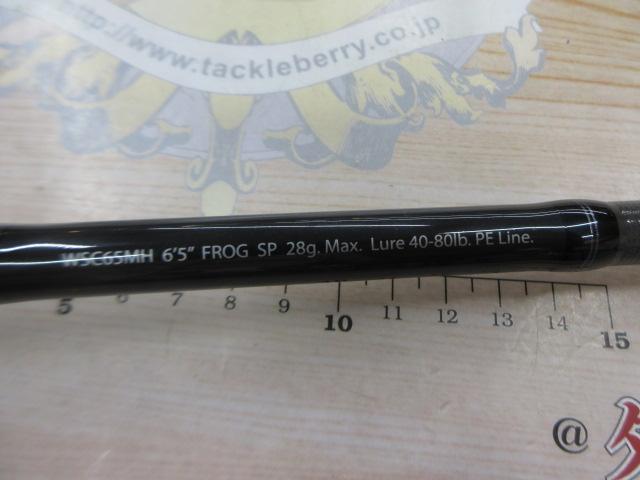 http://www.tackleberry.co.jp
WSC65MH 6'5" FROG SP 28g. Max. Lure 40-80lb. PE Line.
5 6 7 8 9 10 11 12 13 14 15
@